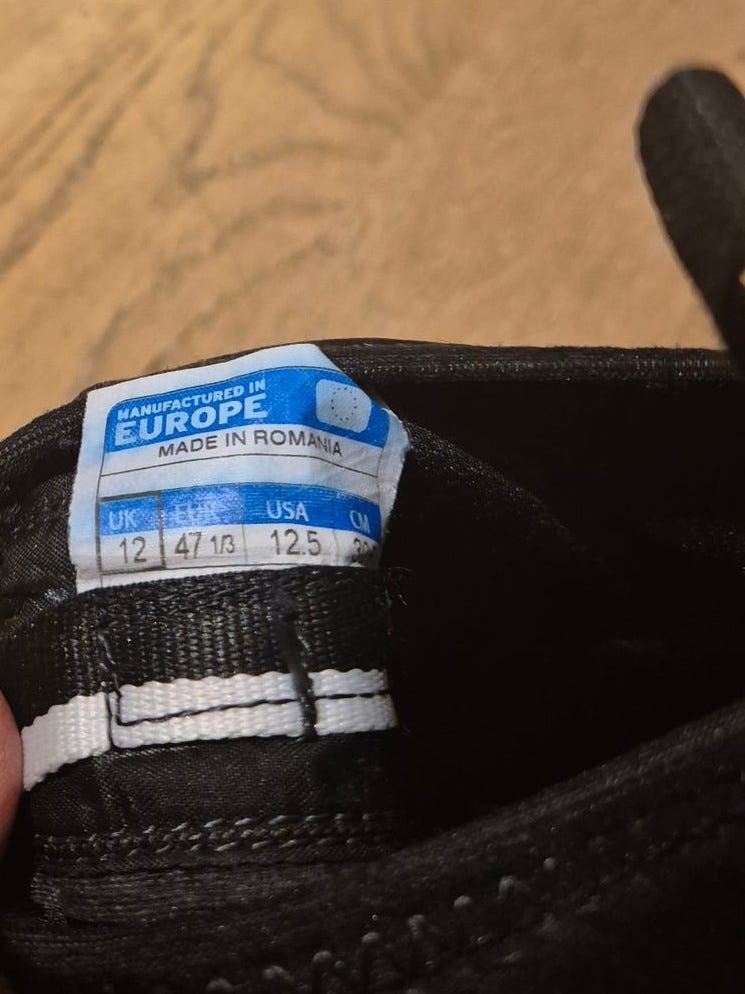 MANUFACTURED IN
EUROPE
MADE IN ROMANIA
UK EUR USA CM
12 47 1/3 12.5